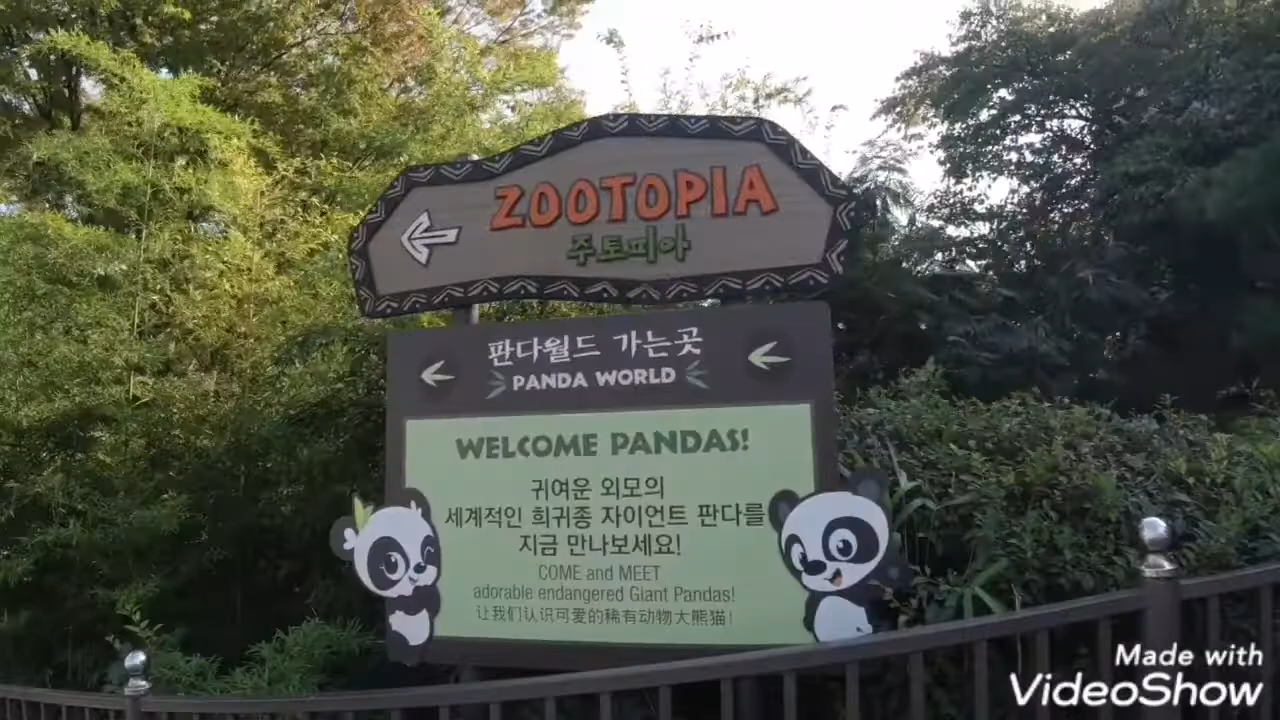 ZOOTOPIA
주토피아
판다월드 가는곳
PANDA WORLD
WELCOME PANDAS!
귀여운 외모의
세계적인 희귀종 자이언트 판다를
지금 만나보세요!
COME and MEET
adorable endangered Giant Pandas!
让我们认识可爱的稀有动物大熊猫!
Made with
VideoShow